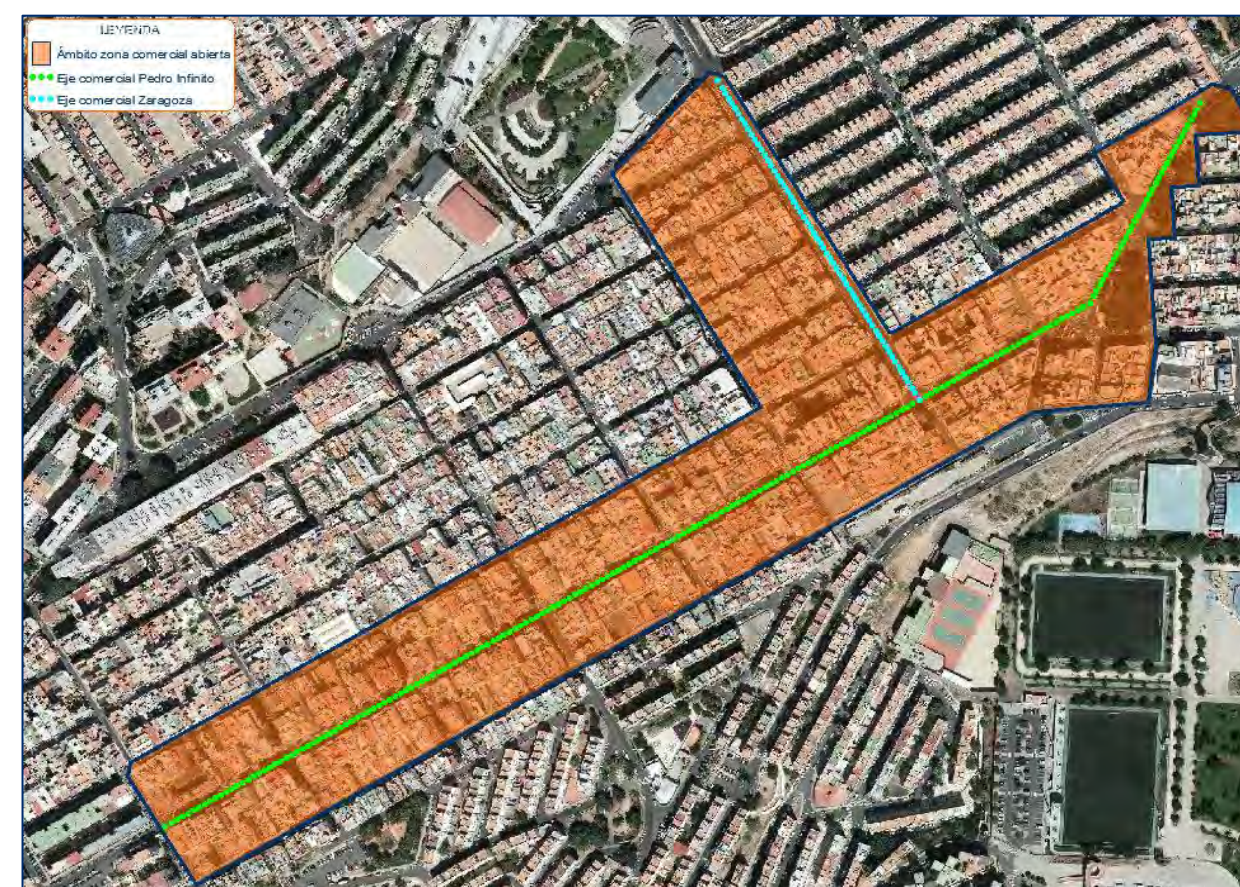 LEYENDA
Ámbito zona comercial abierta
Eje comercial Pedro Infinito
Eje comercial Zaragoza